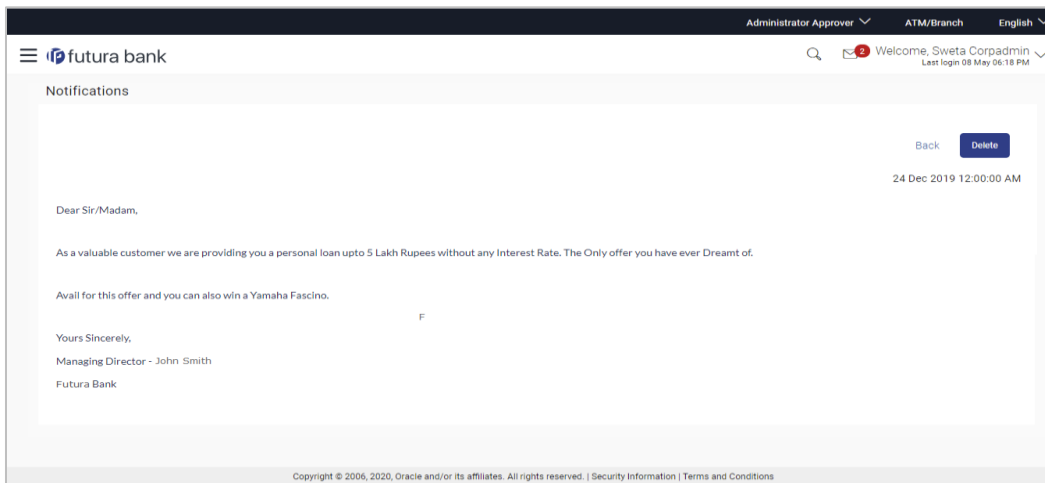 Administrator Approver ATM/Branch English
futura bank 2 Welcome, Sweta Corpadmin
Last login 08 May 06:18 PM
Notifications
Back Delete
24 Dec 2019 12:00:00 AM
Dear Sir/Madam,
As a valuable customer we are providing you a personal loan upto 5 Lakh Rupees without any Interest Rate. The Only offer you have ever Dreamt of.
Avail for this offer and you can also win a Yamaha Fascino.
F
Yours Sincerely,
Managing Director - John Smith
Futura Bank
Copyright © 2006, 2020, Oracle and/or its affiliates. All rights reserved. | Security Information | Terms and Conditions